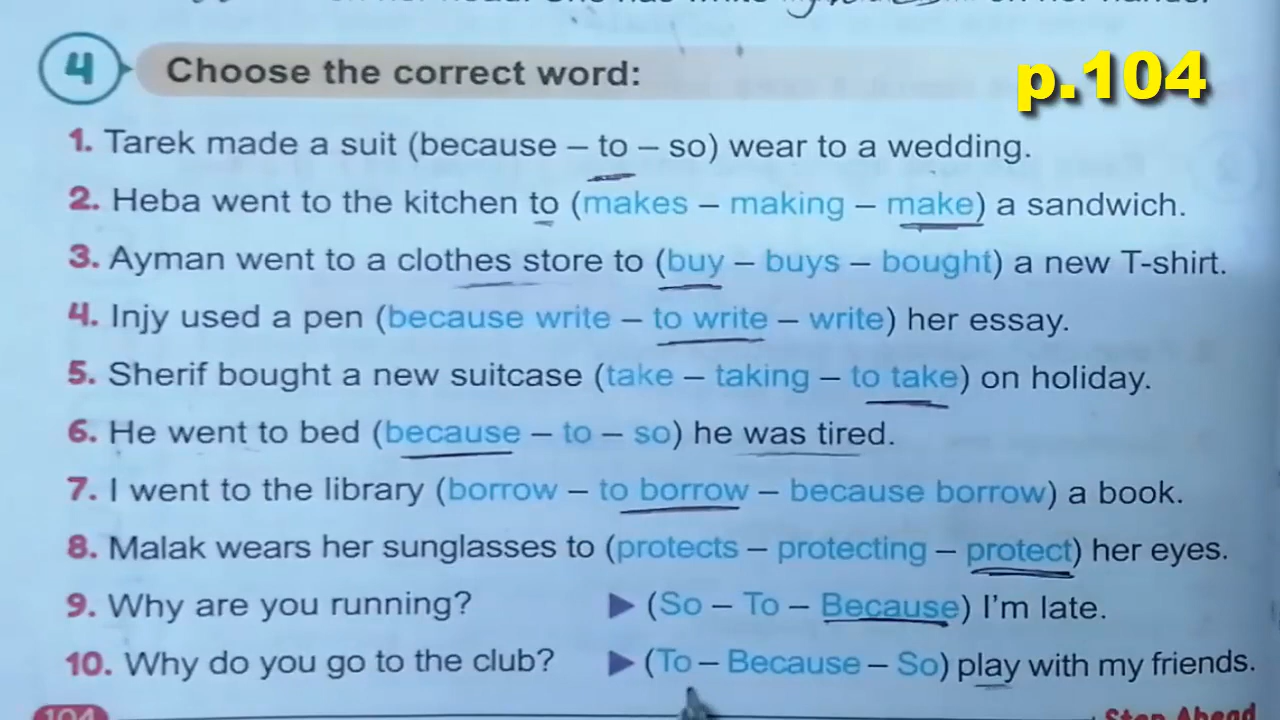 on her hands.
4 Choose the correct word:
p.104
1. Tarek made a suit (because – to – so) wear to a wedding.
2. Heba went to the kitchen to (makes – making – make) a sandwich.
3. Ayman went to a clothes store to (buy – buys – bought) a new T-shirt.
4. Injy used a pen (because write – to write – write) her essay.
5. Sherif bought a new suitcase (take – taking – to take) on holiday.
6. He went to bed (because – to – so) he was tired.
7. I went to the library (borrow – to borrow – because borrow) a book.
8. Malak wears her sunglasses to (protects – protecting – protect) her eyes.
9. Why are you running? ▶ (So – To – Because) I'm late.
10. Why do you go to the club? ▶ (To – Because – So) play with my friends.
104 Step Ahead